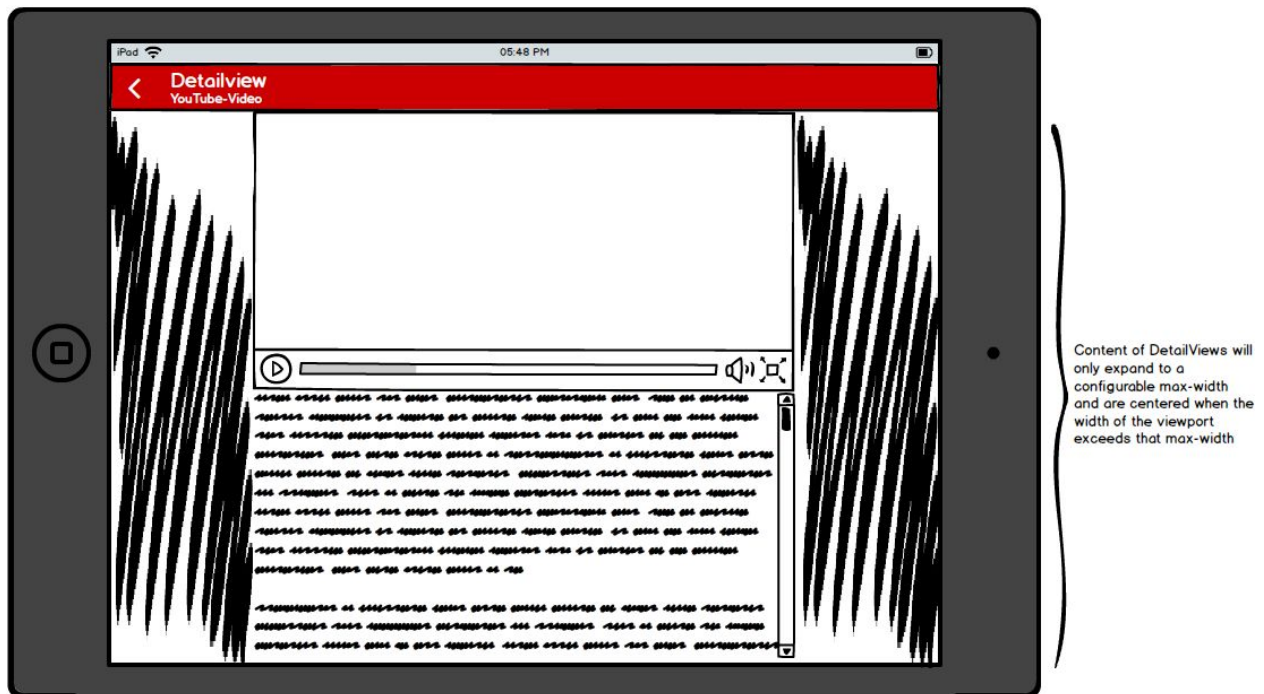 iPod
05:48 PM
Detailview
YouTube-Video
Content of DetailViews will
only expand to a
configurable max-width
and are centered when the
width of the viewport
exceeds that max-width